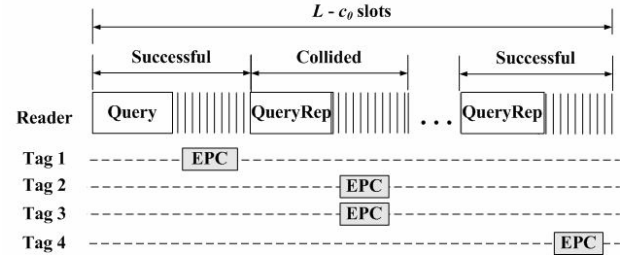 L - c₀ slots
Successful Collided Successful
Reader Query QueryRep ... QueryRep
Tag 1 EPC
Tag 2 EPC
Tag 3 EPC
Tag 4 EPC